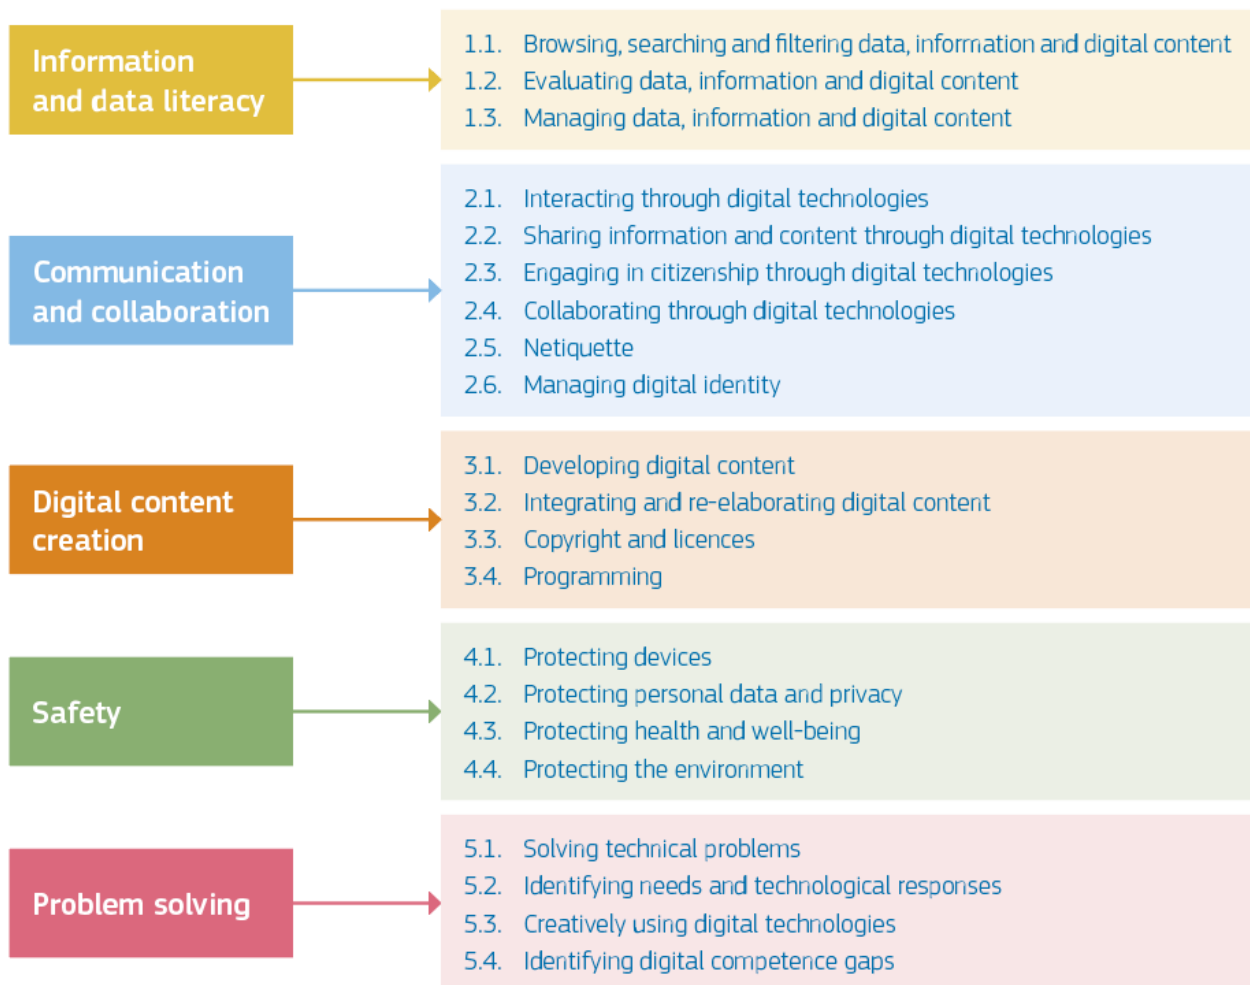 Information
and data literacy
1.1. Browsing, searching and filtering data, information and digital content
1.2. Evaluating data, information and digital content
1.3. Managing data, information and digital content
Communication
and collaboration
2.1. Interacting through digital technologies
2.2. Sharing information and content through digital technologies
2.3. Engaging in citizenship through digital technologies
2.4. Collaborating through digital technologies
2.5. Netiquette
2.6. Managing digital identity
Digital content
creation
3.1. Developing digital content
3.2. Integrating and re-elaborating digital content
3.3. Copyright and licences
3.4. Programming
Safety
4.1. Protecting devices
4.2. Protecting personal data and privacy
4.3. Protecting health and well-being
4.4. Protecting the environment
Problem solving
5.1. Solving technical problems
5.2. Identifying needs and technological responses
5.3. Creatively using digital technologies
5.4. Identifying digital competence gaps